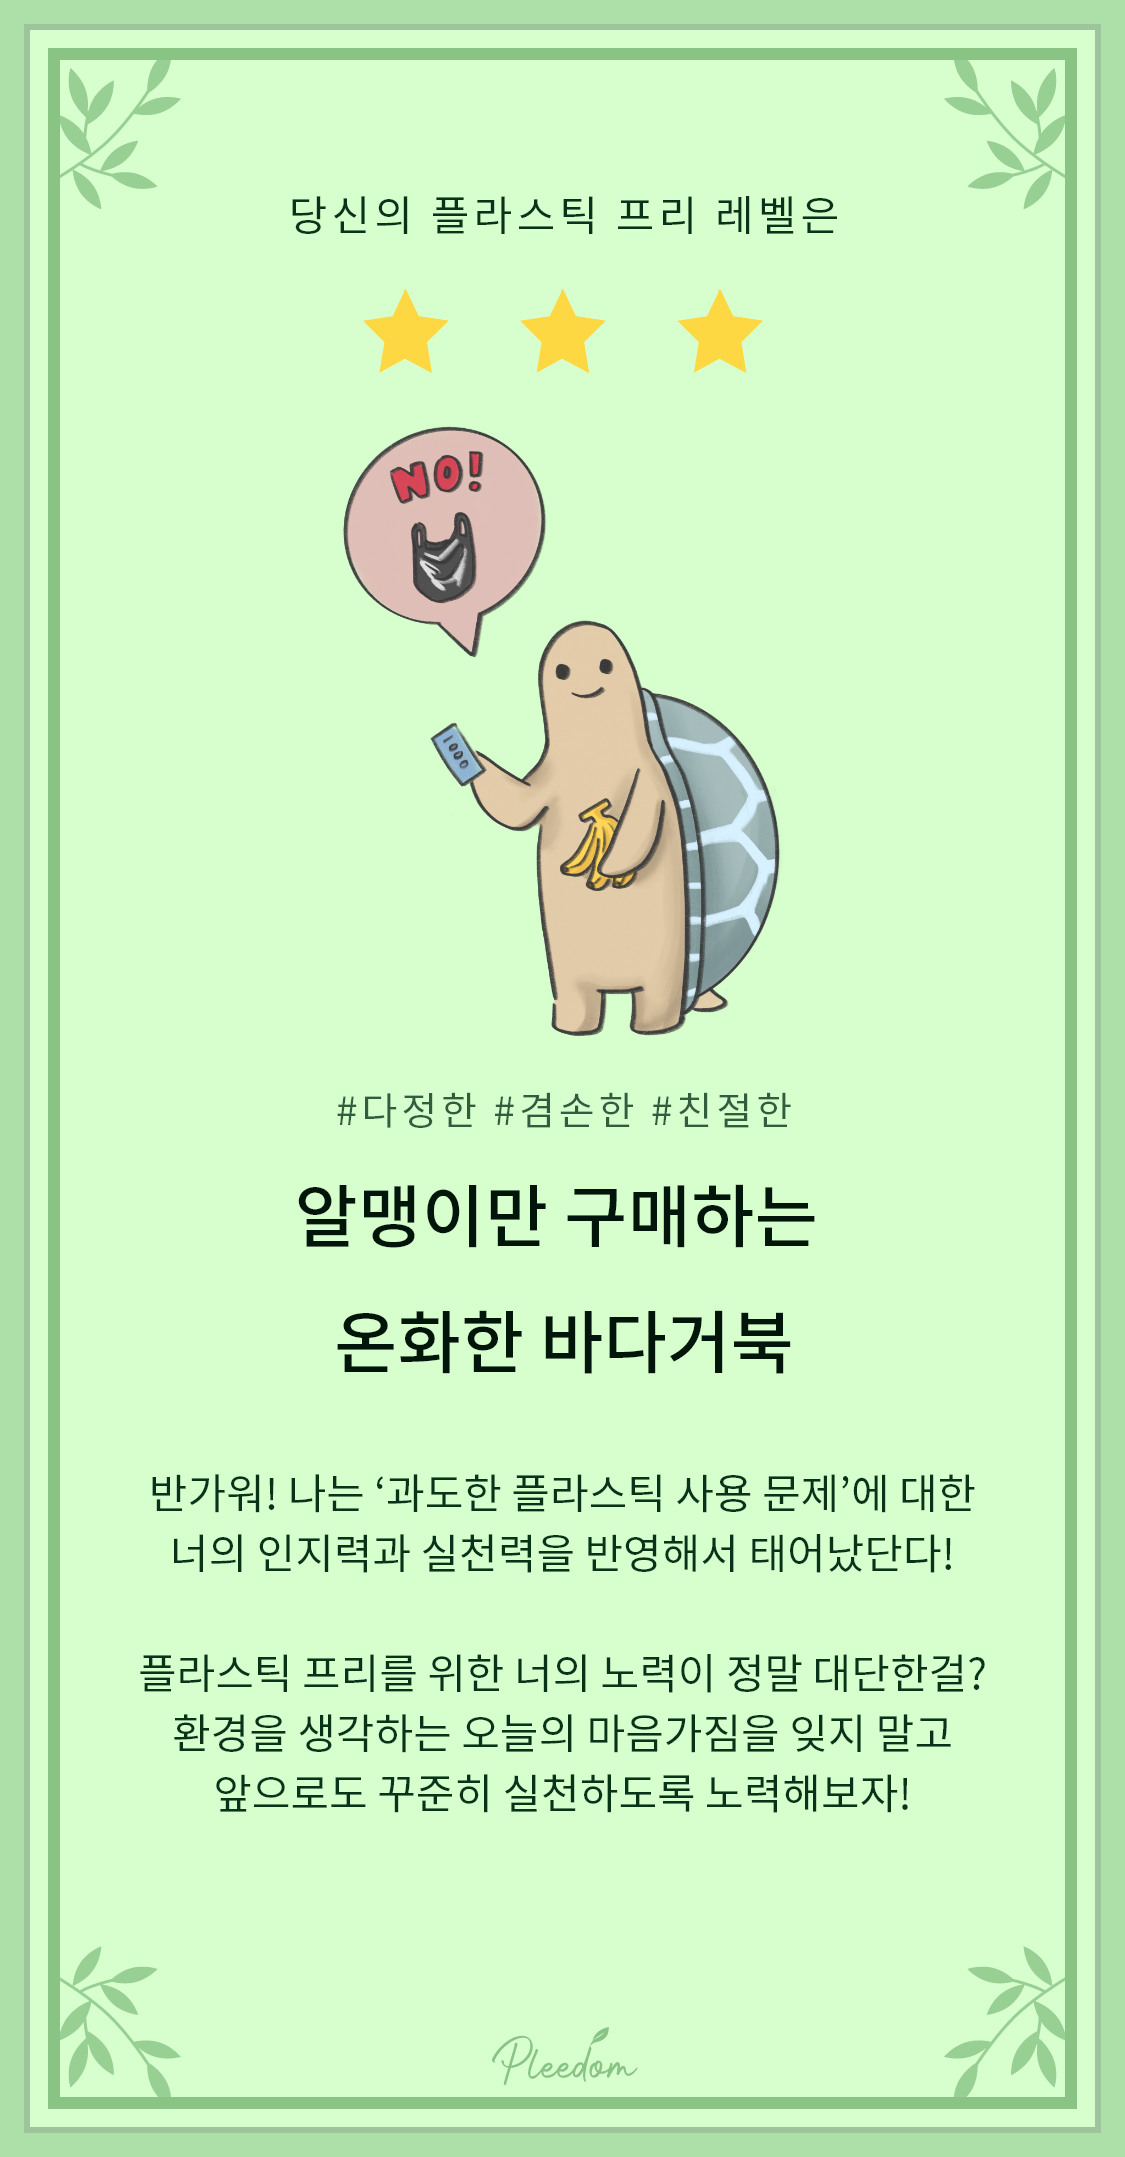 당신의 플라스틱 프리 레벨은
NO!
1000
#다정한 #겸손한 #친절한
알맹이만 구매하는
온화한 바다거북
반가워! 나는 ‘과도한 플라스틱 사용 문제’에 대한
너의 인지력과 실천력을 반영해서 태어났단다!
플라스틱 프리를 위한 너의 노력이 정말 대단한걸?
환경을 생각하는 오늘의 마음가짐을 잊지 말고
앞으로도 꾸준히 실천하도록 노력해보자!
Pleedom